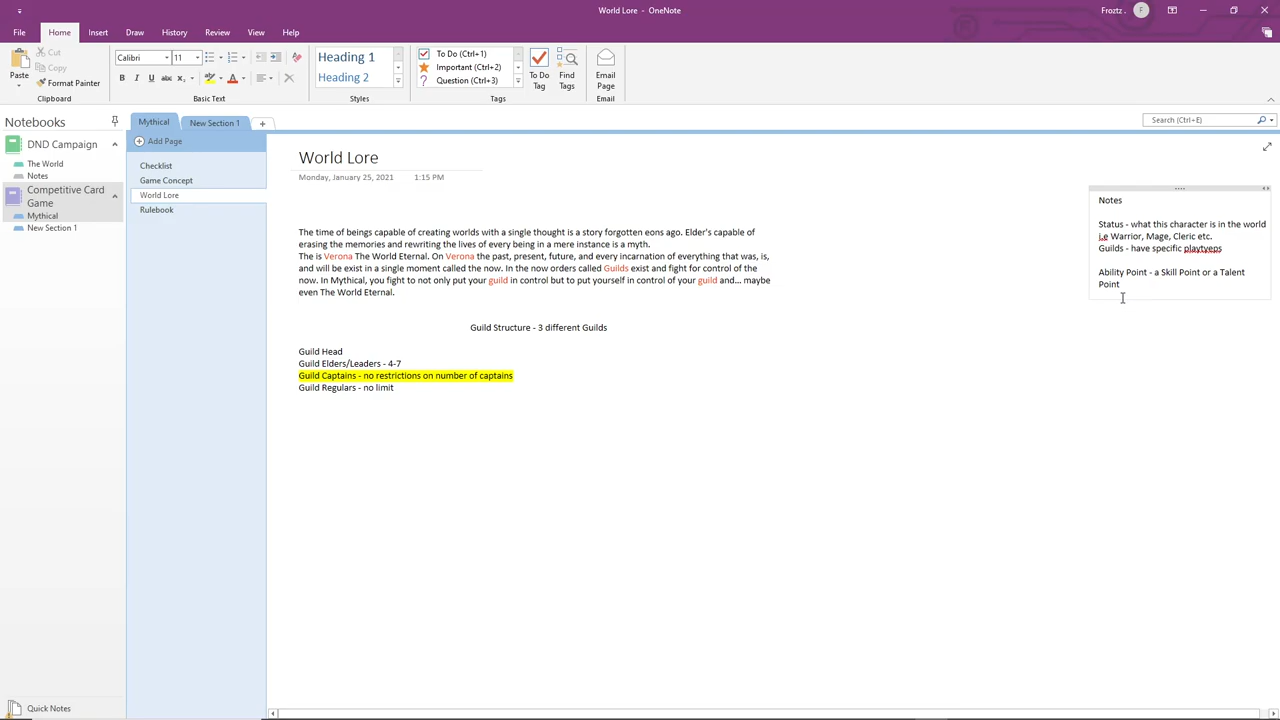 World Lore - OneNote
Froztz .
F
File
Home
Insert
Draw
History
Review
View
Help
Paste
Cut
Copy
Format Painter
Clipboard
Calibri
11
B I U abc X₂
A
Basic Text
Heading 1
Heading 2
Styles
To Do (Ctrl+1)
Important (Ctrl+2)
? Question (Ctrl+3)
To Do
Tag
Find
Tags
Tags
Email
Page
Email
Notebooks
DND Campaign
The World
Notes
Competitive Card
Game
Mythical
New Section 1
Quick Notes
Mythical
New Section 1
+
Search (Ctrl+E)
Add Page
Checklist
Game Concept
World Lore
Rulebook
World Lore
Monday, January 25, 2021 1:15 PM
The time of beings capable of creating worlds with a single thought is a story forgotten eons ago. Elder's capable of
erasing the memories and rewriting the lives of every being in a mere instance is a myth.
The is Verona The World Eternal. On Verona the past, present, future, and every incarnation of everything that was, is,
and will be exist in a single moment called the now. In the now orders called Guilds exist and fight for control of the
now. In Mythical, you fight to not only put your guild in control but to put yourself in control of your guild and... maybe
even The World Eternal.
Guild Structure - 3 different Guilds
Guild Head
Guild Elders/Leaders - 4-7
Guild Captains - no restrictions on number of captains
Guild Regulars - no limit
Notes
Status - what this character is in the world
i.e Warrior, Mage, Cleric etc.
Guilds - have specific playtyeps
Ability Point - a Skill Point or a Talent
Point